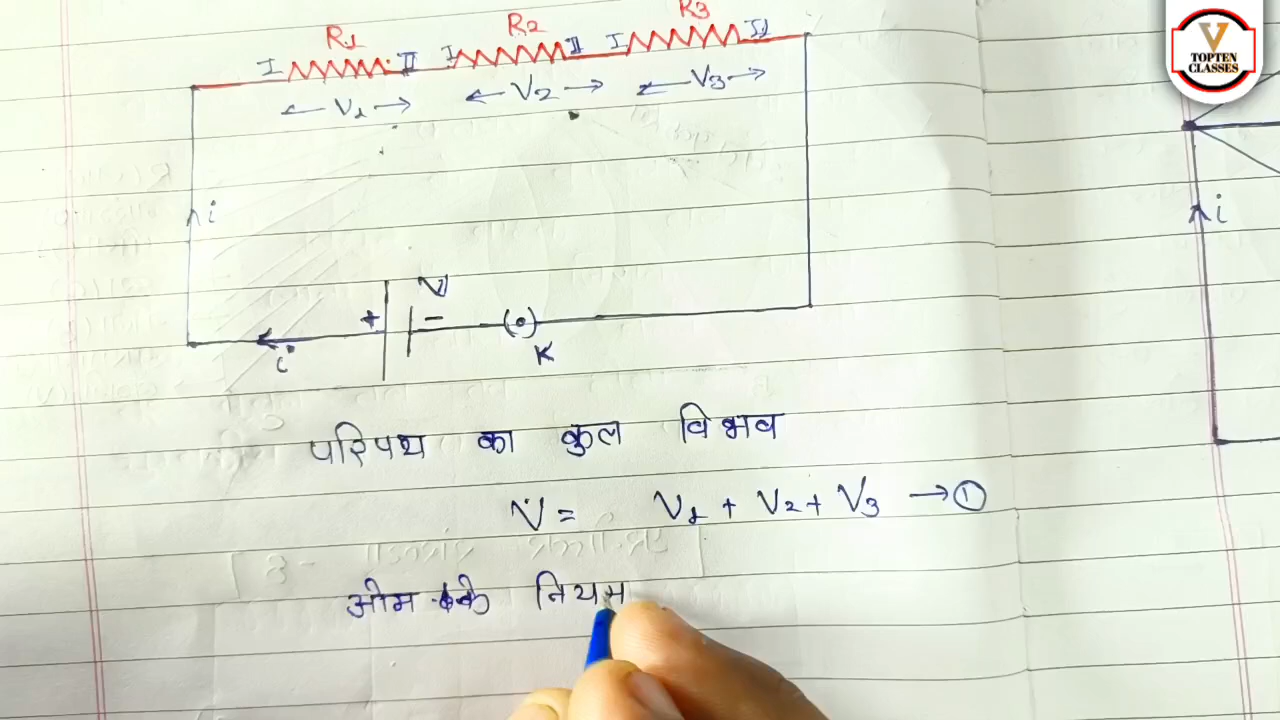 R1 R2 R3
I II I II I II
V1 V2 V3
i
V
+ −
i
(•)
K
परिपथ का कुल विभव
V = V1 + V2 + V3 → ①
ओम के नियम
V
TOPTEN
CLASSES
i